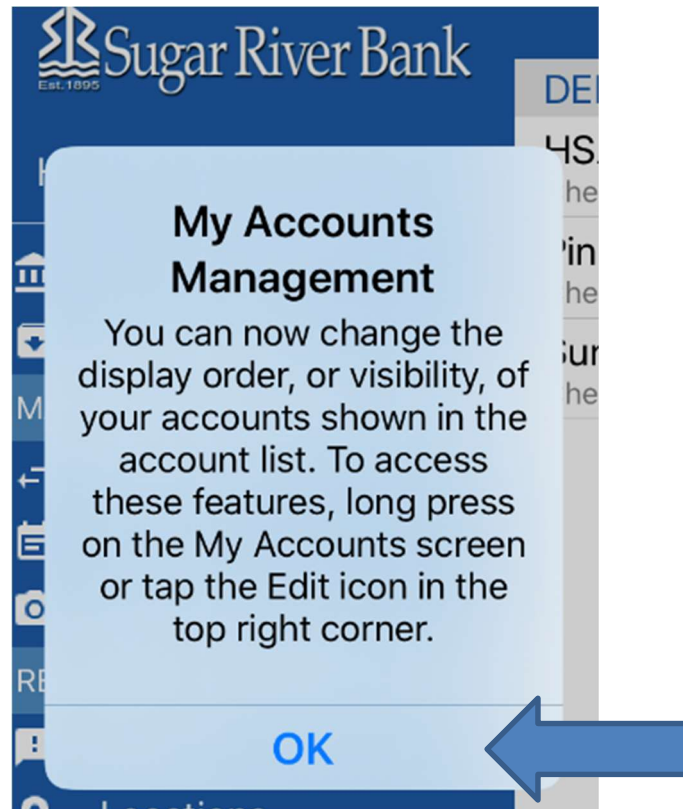 Sugar River Bank
Est. 1895
My Accounts
Management
You can now change the
display order, or visibility, of
your accounts shown in the
account list. To access
these features, long press
on the My Accounts screen
or tap the Edit icon in the
top right corner.
OK